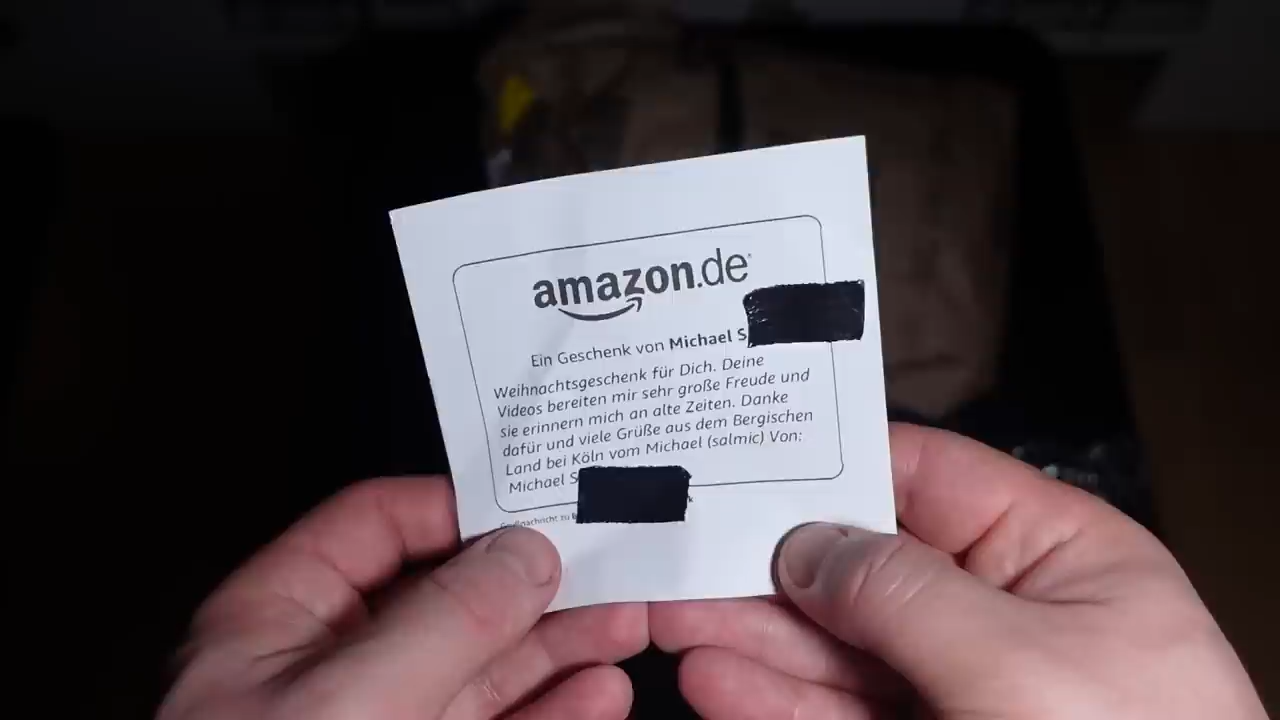 amazon.de
Ein Geschenk von Michael S
Weihnachtsgeschenk für Dich. Deine
Videos bereiten mir sehr große Freude und
sie erinnern mich an alte Zeiten. Danke
dafür und viele Grüße aus dem Bergischen
Land bei Köln vom Michael (salmic) Von:
Michael S
zu